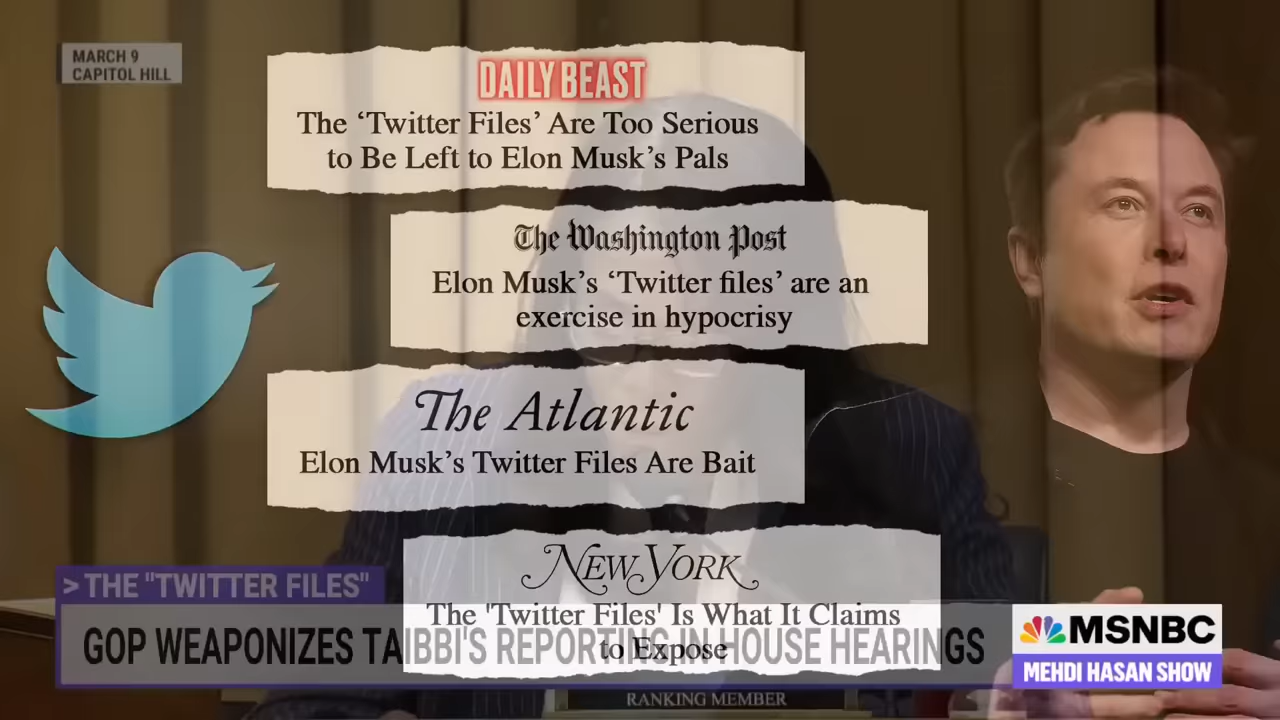 MARCH 9
CAPITOL HILL
DAILY BEAST
The ‘Twitter Files’ Are Too Serious
to Be Left to Elon Musk’s Pals
The Washington Post
Elon Musk’s ‘Twitter files’ are an
exercise in hypocrisy
The Atlantic
Elon Musk’s Twitter Files Are Bait
NEW YORK
The 'Twitter Files' Is What It Claims
to Expose
> THE "TWITTER FILES"
GOP WEAPONIZES TAIBBI'S REPORTING IN HOUSE HEARINGS
MSNBC
MEHDI HASAN SHOW
RANKING MEMBER